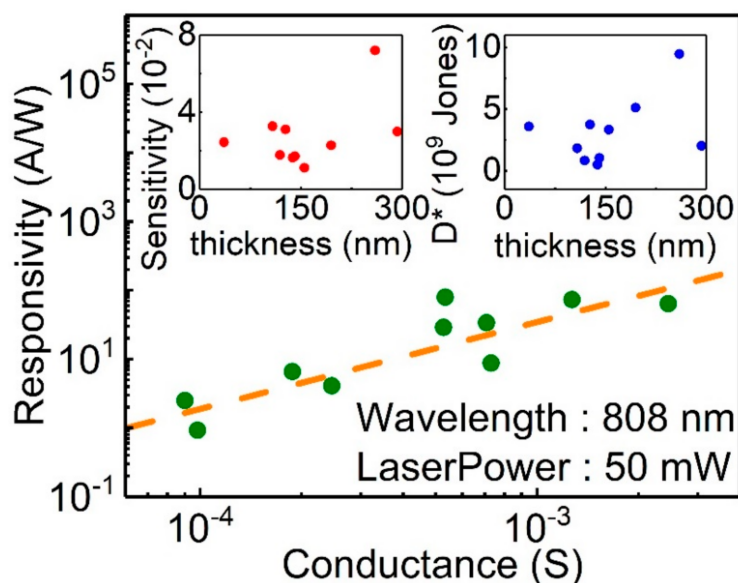 Responsivity (A/W)
10^5
10^3
10^1
10^-1
10^-4
10^-3
Conductance (S)
Sensitivity (10^-2)
8
4
0
0
150
300
thickness (nm)
D* (10^9 Jones)
10
5
0
0
150
300
thickness (nm)
Wavelength : 808 nm
LaserPower : 50 mW